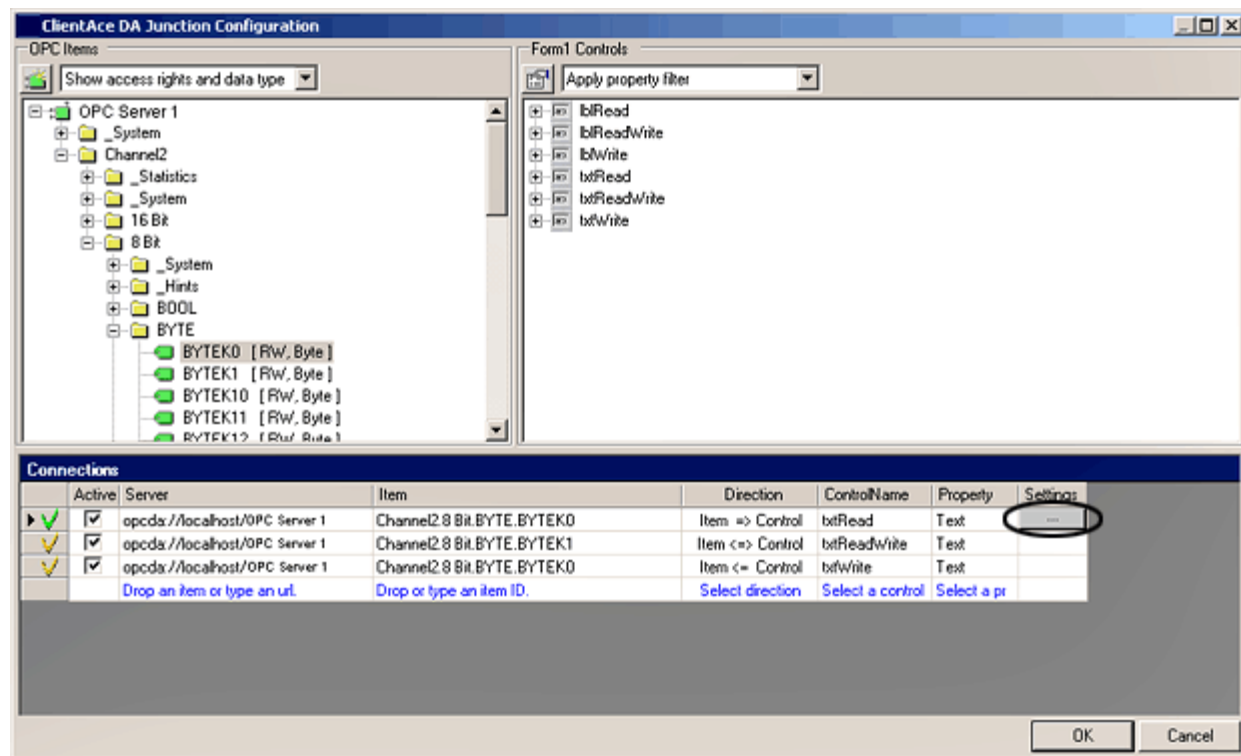 ClientAce DA Junction Configuration
OPC Items
Show access rights and data type
OPC Server 1
_System
Channel2
_Statistics
_System
16 Bit
8 Bit
_System
_Hints
BOOL
BYTE
BYTEK0 [ RW, Byte ]
BYTEK1 [ RW, Byte ]
BYTEK10 [ RW, Byte ]
BYTEK11 [ RW, Byte ]
BYTEK12 [ RW, Byte ]
Form1 Controls
Apply property filter
lblRead
lblReadWrite
lblWrite
txtRead
txtReadWrite
txtWrite
Connections
Active Server Item Direction ControlName Property Settings
opcda://localhost/OPC Server 1 Channel2.8 Bit.BYTE.BYTEK0 Item => Control txtRead Text ...
opcda://localhost/OPC Server 1 Channel2.8 Bit.BYTE.BYTEK1 Item <=> Control txtReadWrite Text
opcda://localhost/OPC Server 1 Channel2.8 Bit.BYTE.BYTEK0 Item <= Control txtWrite Text
Drop an item or type an url. Drop or type an item ID. Select direction Select a control Select a pr
OK Cancel